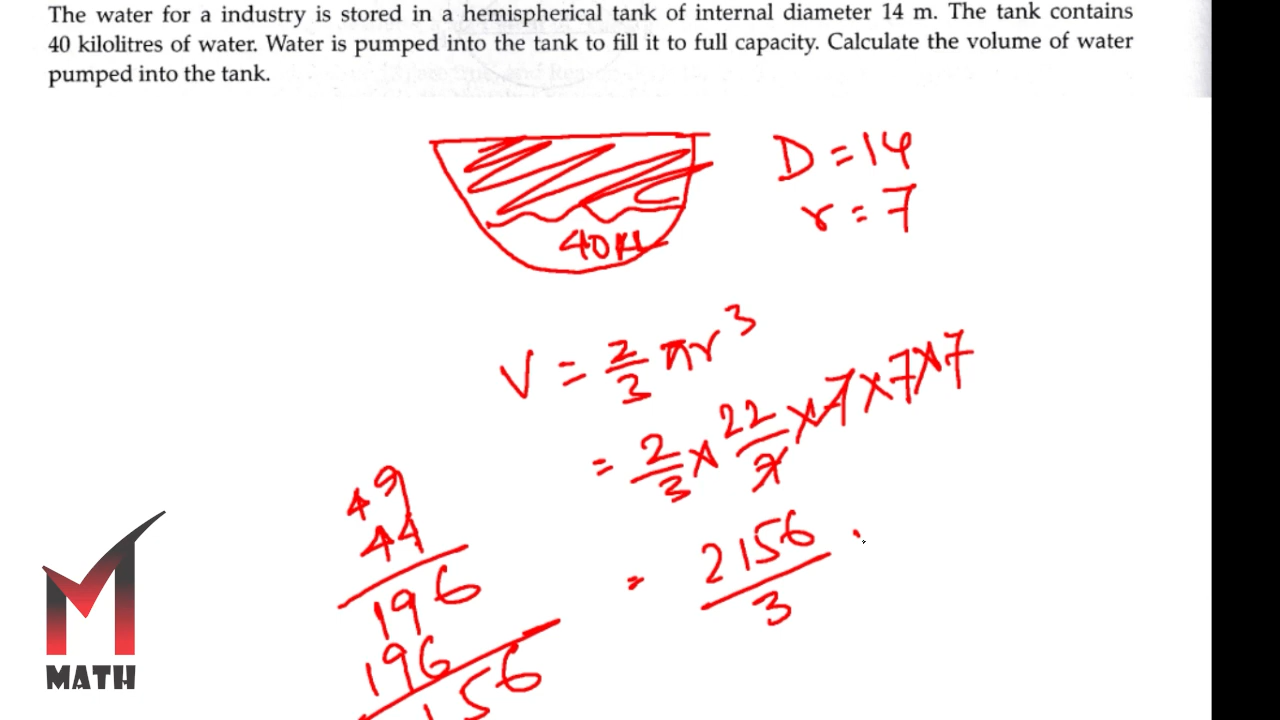 The water for a industry is stored in a hemispherical tank of internal diameter 14 m. The tank contains
40 kilolitres of water. Water is pumped into the tank to fill it to full capacity. Calculate the volume of water
pumped into the tank.
D = 14
r = 7
40 Kl
V = 2/3 πr³
= 2/3 × 22/7 × 7 × 7 × 7
= 2156/3
49
44
196
196
156
M
MATH